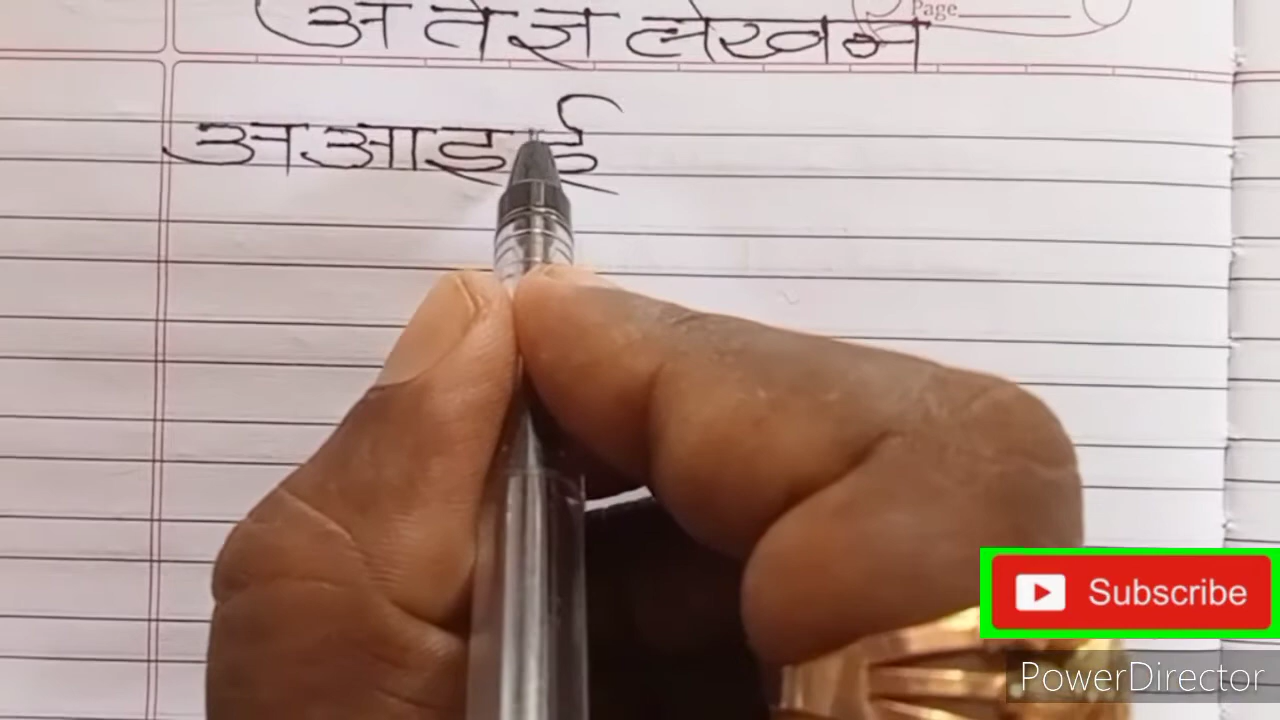 Page
अ ते ज्ञ लेखन
अ आ इ ई
Subscribe
PowerDirector